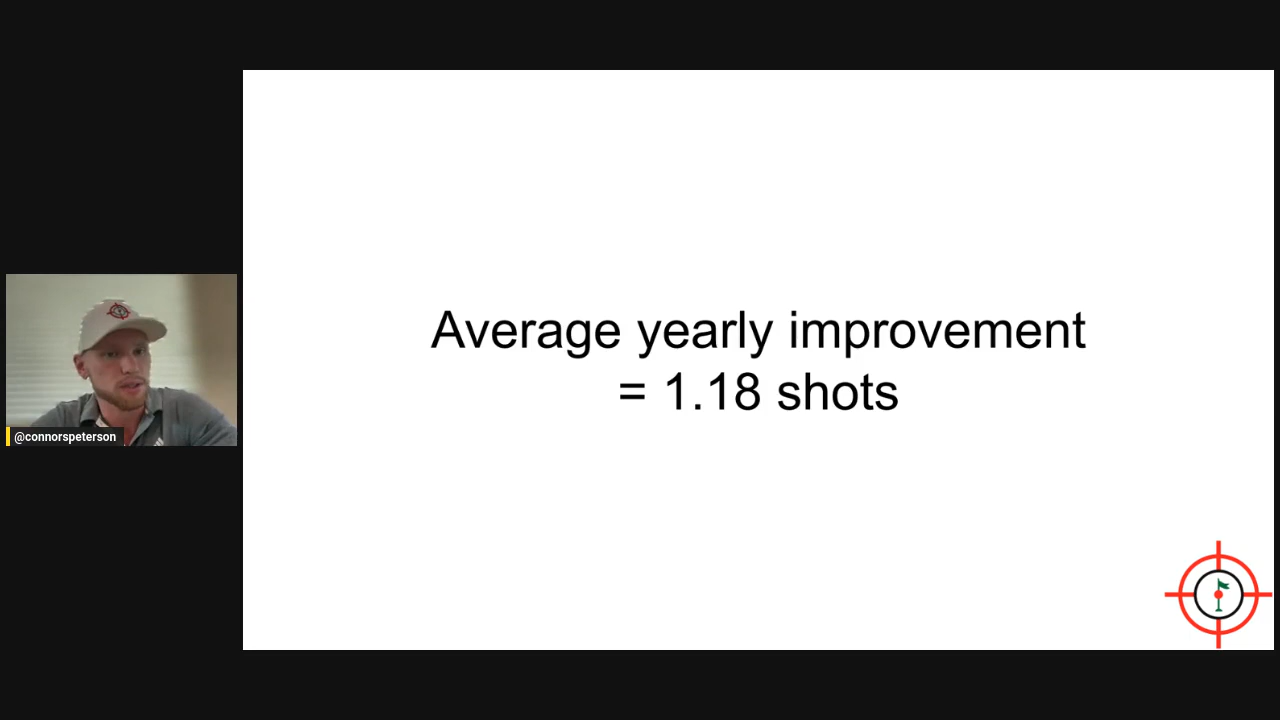 Average yearly improvement
= 1.18 shots
@connorspeterson